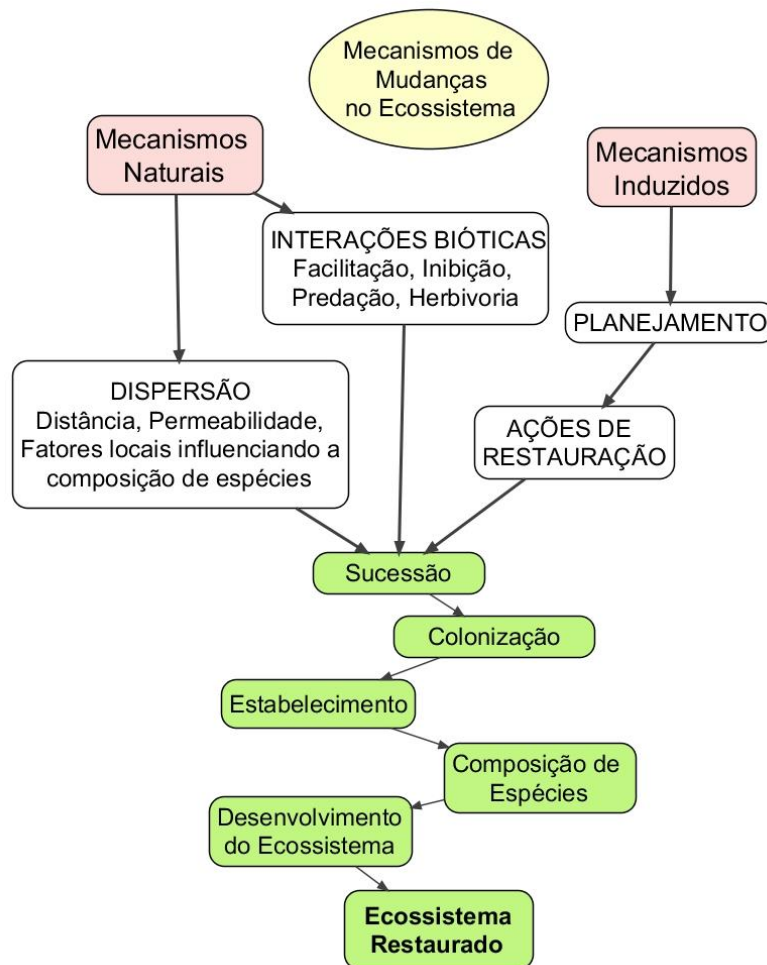 Mecanismos de
Mudanças
no Ecossistema
Mecanismos
Naturais
Mecanismos
Induzidos
INTERAÇÕES BIÓTICAS
Facilitação, Inibição,
Predação, Herbivoria
PLANEJAMENTO
DISPERSÃO
Distância, Permeabilidade,
Fatores locais influenciando a
composição de espécies
AÇÕES DE
RESTAURAÇÃO
Sucessão
Colonização
Estabelecimento
Composição de
Espécies
Desenvolvimento
do Ecossistema
Ecossistema
Restaurado